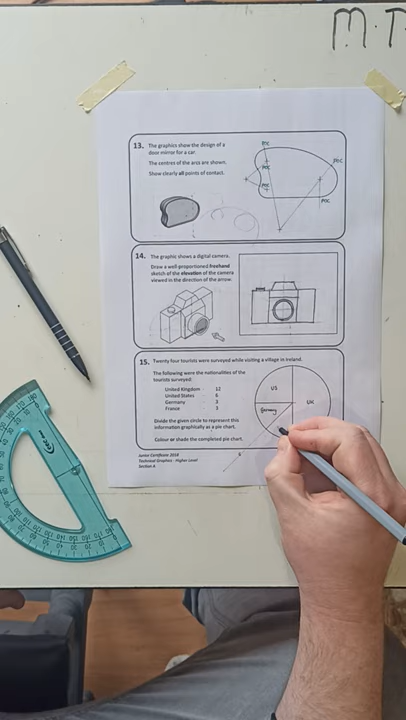 M.T
13. The graphics show the design of a
door mirror for a car.
The centres of the arcs are shown.
Show clearly all points of contact.
POC
POC
POC
POC
POC
14. The graphic shows a digital camera.
Draw a well-proportioned freehand
sketch of the elevation of the camera
viewed in the direction of the arrow.
15. Twenty four tourists were surveyed while visiting a village in Ireland.
The following were the nationalities of the
tourists surveyed:
United Kingdom 12
United States 6
Germany 3
France 3
US
UK
Germany
Divide the given circle to represent this
information graphically as a pie chart.
Colour or shade the completed pie chart.
Junior Certificate 2016
Technical Graphics - Higher Level
Section A
6